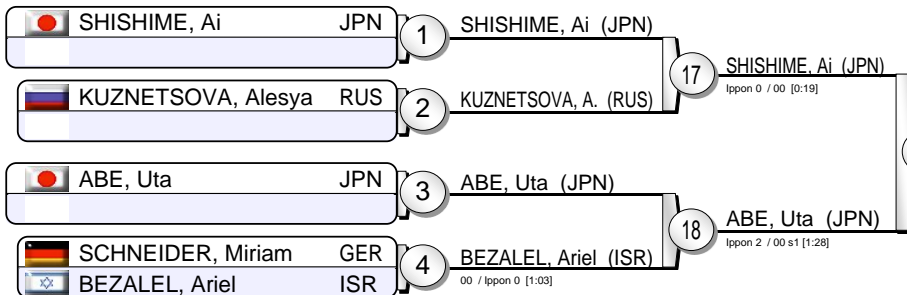 SHISHIME, Ai JPN
1
SHISHIME, Ai (JPN)
KUZNETSOVA, Alesya RUS
2
KUZNETSOVA, A. (RUS)
17
SHISHIME, Ai (JPN)
Ippon 0 / 00 [0:19]
ABE, Uta JPN
3
ABE, Uta (JPN)
SCHNEIDER, Miriam GER
BEZALEL, Ariel ISR
4
BEZALEL, Ariel (ISR)
00 / Ippon 0 [1:03]
18
ABE, Uta (JPN)
Ippon 2 / 00 s1 [1:28]